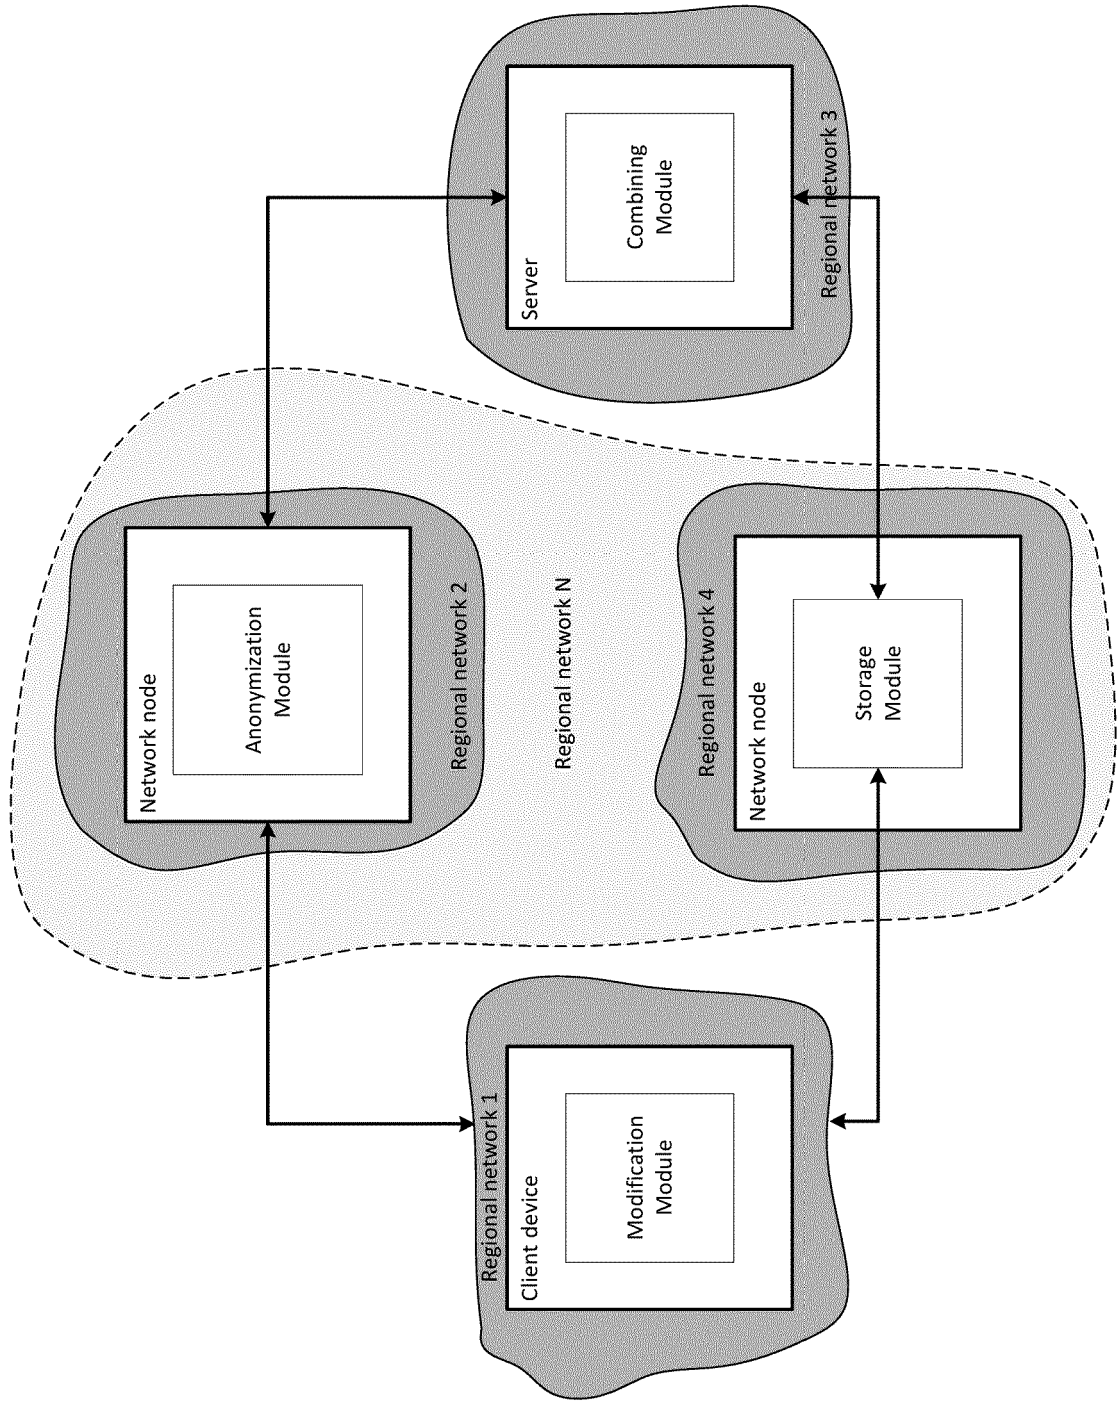 Network node
Anonymization
Module
Regional network 2
Regional network N
Regional network 1
Client device
Modification
Module
Server
Combining
Module
Regional network 3
Regional network 4
Network node
Storage
Module